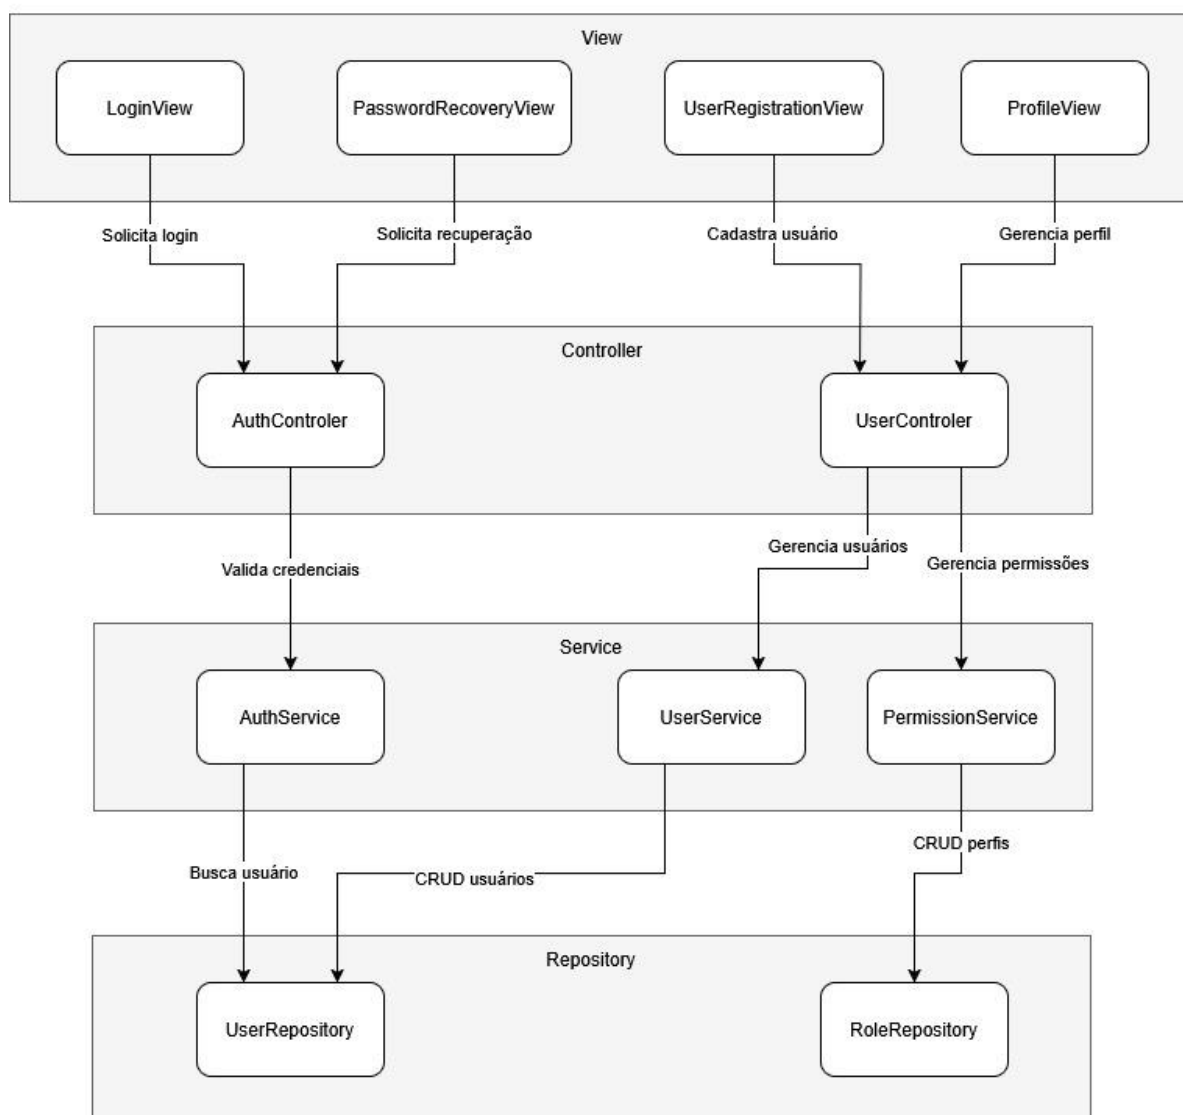 View
LoginView
PasswordRecoveryView
UserRegistrationView
ProfileView
Solicita login
Solicita recuperação
Cadastra usuário
Gerencia perfil
Controller
AuthControler
UserControler
Gerencia usuários
Valida credenciais
Gerencia permissões
Service
AuthService
UserService
PermissionService
CRUD perfis
Busca usuário
CRUD usuários
Repository
UserRepository
RoleRepository